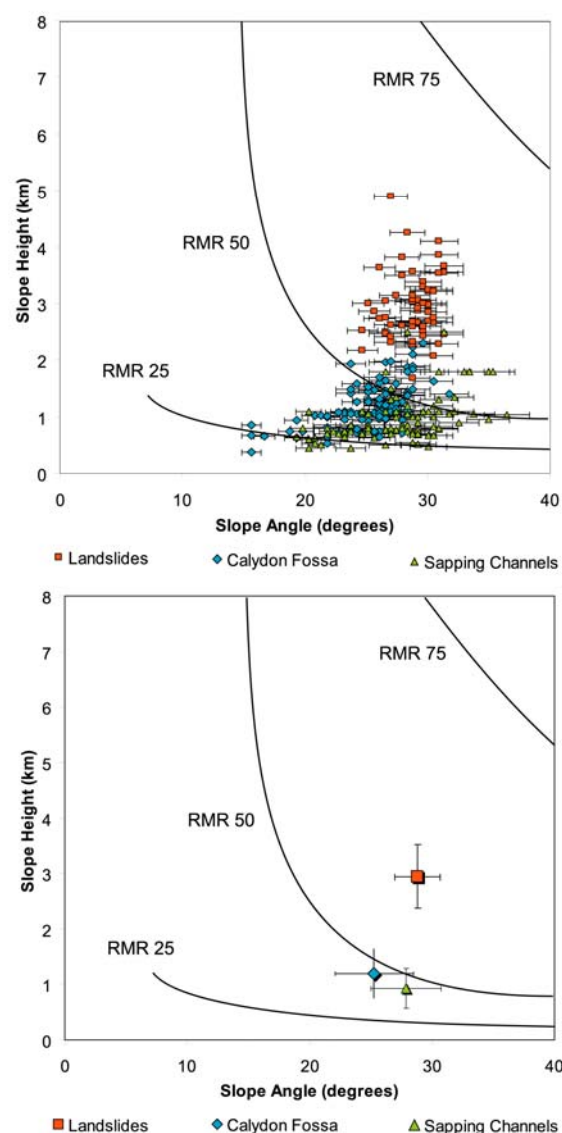 8
7
6
5
4
3
2
1
0
Slope Height (km)
RMR 75
RMR 50
RMR 25
0 10 20 30 40
Slope Angle (degrees)
Landslides Calydon Fossa Sapping Channels
8
7
6
5
4
3
2
1
0
Slope Height (km)
RMR 75
RMR 50
RMR 25
0 10 20 30 40
Slope Angle (degrees)
Landslides Calydon Fossa Sapping Channels